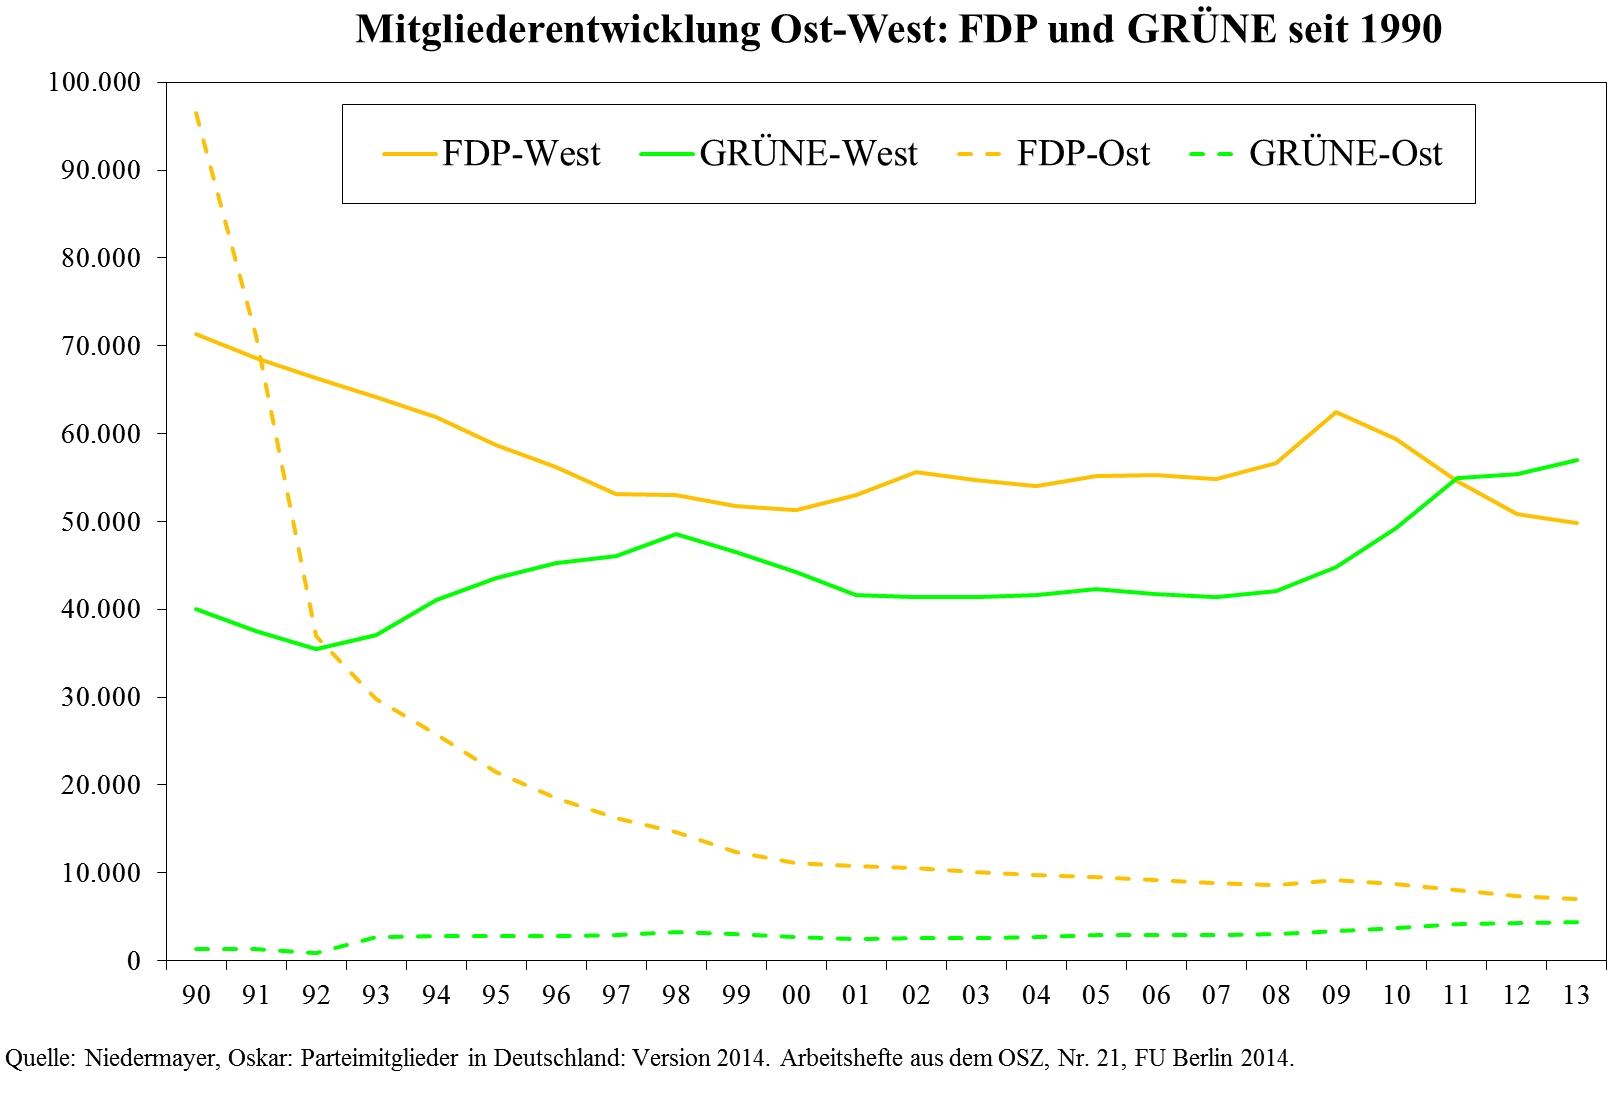 Mitgliederentwicklung Ost-West: FDP und GRÜNE seit 1990
100.000
FDP-West GRÜNE-West FDP-Ost GRÜNE-Ost
90.000
80.000
70.000
60.000
50.000
40.000
30.000
20.000
10.000
0
90 91 92 93 94 95 96 97 98 99 00 01 02 03 04 05 06 07 08 09 10 11 12 13
Quelle: Niedermayer, Oskar: Parteimitglieder in Deutschland: Version 2014. Arbeitshefte aus dem OSZ, Nr. 21, FU Berlin 2014.